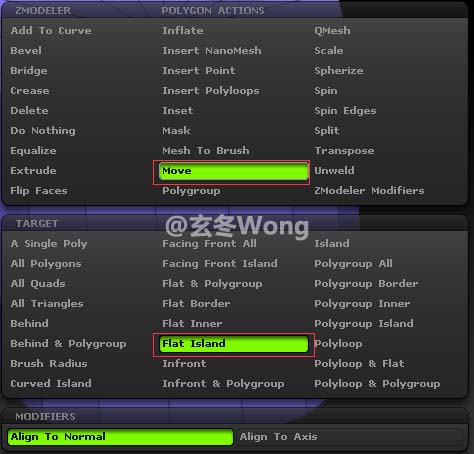 ZMODELER POLYGON ACTIONS
Add To Curve Inflate QMesh
Bevel Insert NanoMesh Scale
Bridge Insert Point Spherize
Crease Insert Polyloops Spin
Delete Inset Spin Edges
Do Nothing Mask Split
Equalize Mesh To Brush Transpose
Extrude Move Unweld
Flip Faces Polygroup ZModeler Modifiers
TARGET
@玄冬Wong
A Single Poly Facing Front All Island
All Polygons Facing Front Island Polygroup All
All Quads Flat & Polygroup Polygroup Border
All Triangles Flat Border Polygroup Inner
Behind Flat Inner Polygroup Island
Behind & Polygroup Flat Island Polyloop
Brush Radius Infront Polyloop & Flat
Curved Island Infront & Polygroup Polyloop & Polygroup
MODIFIERS
Align To Normal Align To Axis